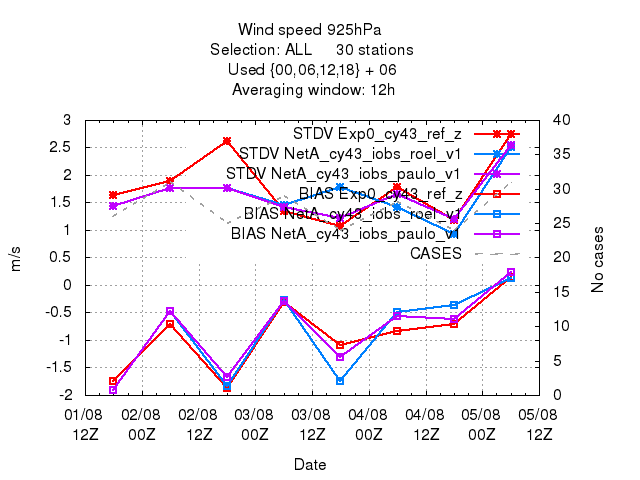 Wind speed 925hPa
Selection: ALL 30 stations
Used {00,06,12,18} + 06
Averaging window: 12h
3
2.5
2
1.5
1
0.5
0
-0.5
-1
-1.5
-2
m/s
40
35
30
25
20
15
10
5
0
No cases
STDV Exp0_cy43_ref_z
STDV NetA_cy43_iobs_roel_v1
STDV NetA_cy43_iobs_paulo_v1
BIAS Exp0_cy43_ref_z
BIAS NetA_cy43_iobs_roel_v1
BIAS NetA_cy43_iobs_paulo_v1
CASES
01/08 02/08 02/08 03/08 03/08 04/08 04/08 05/08 05/08
12Z 00Z 12Z 00Z 12Z 00Z 12Z 00Z 12Z
Date